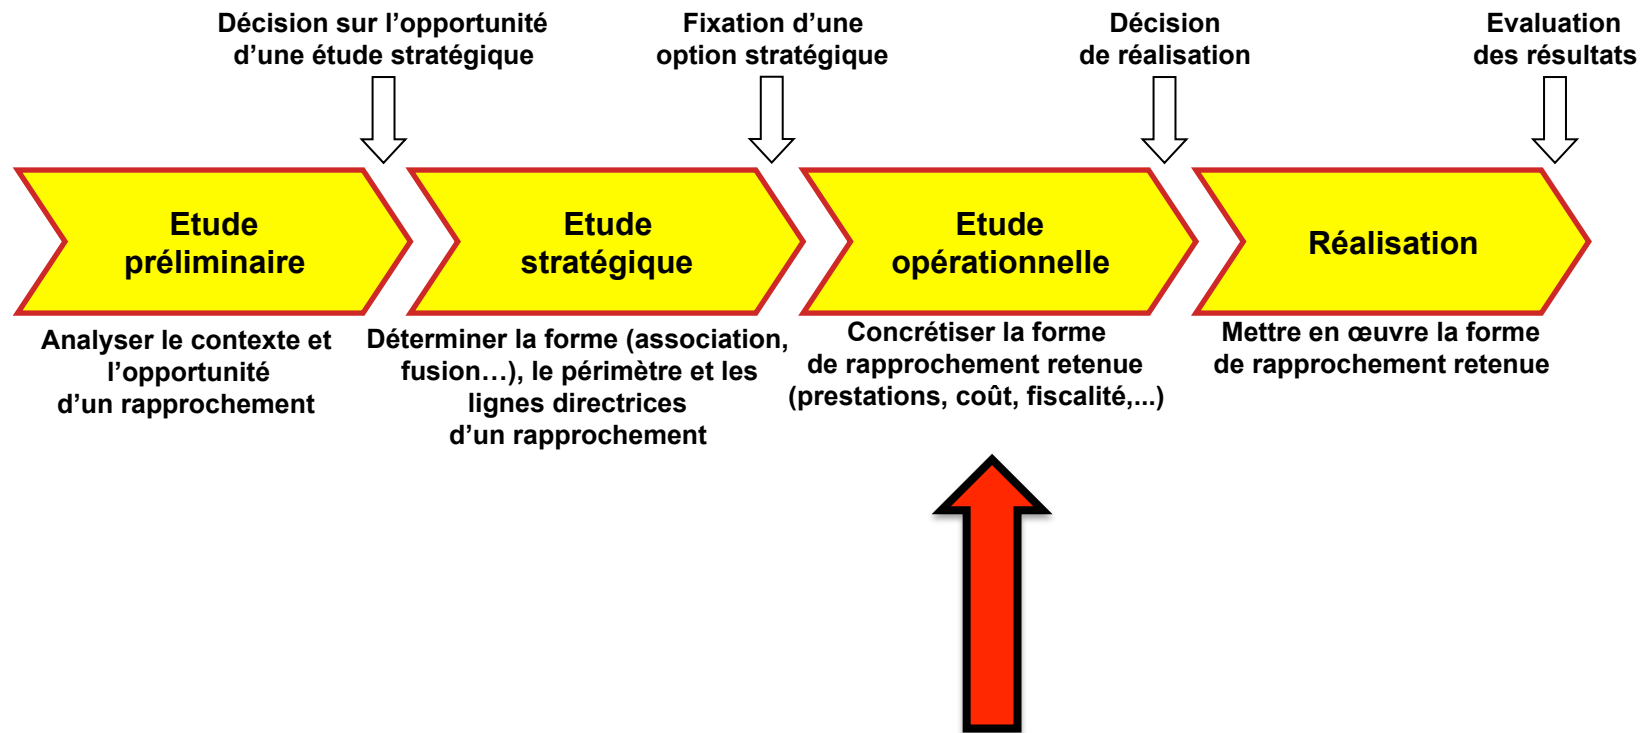 Décision sur l’opportunité
d’une étude stratégique
Fixation d’une
option stratégique
Décision
de réalisation
Evaluation
des résultats
Etude
préliminaire
Etude
stratégique
Etude
opérationnelle
Réalisation
Analyser le contexte et
l’opportunité
d’un rapprochement
Déterminer la forme (association,
fusion…), le périmètre et les
lignes directrices
d’un rapprochement
Concrétiser la forme
de rapprochement retenue
(prestations, coût, fiscalité,...)
Mettre en œuvre la forme
de rapprochement retenue